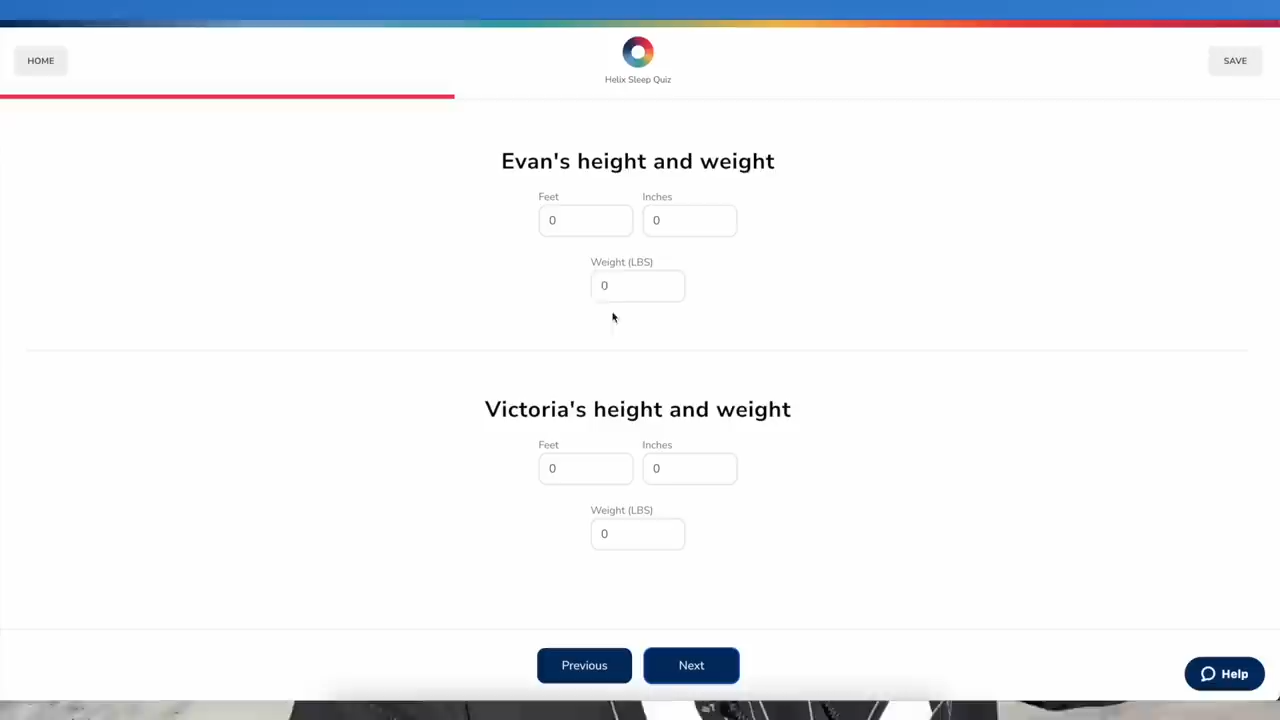 HOME
Helix Sleep Quiz
SAVE
Evan's height and weight
Feet Inches
0 0
Weight (LBS)
0
Victoria's height and weight
Feet Inches
0 0
Weight (LBS)
0
Previous Next
Help